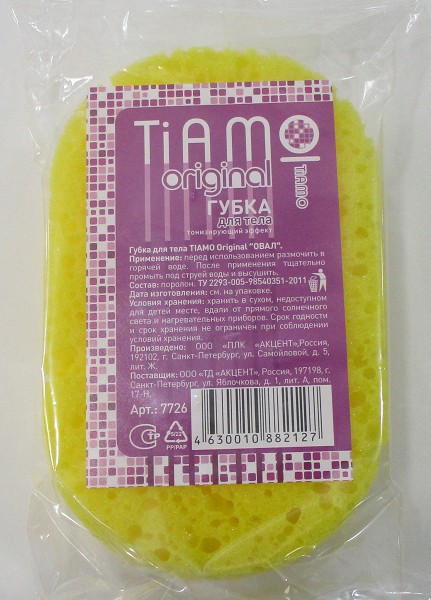 TiAMO
original
TIAMO
ГУБКА
для тела
тонизирующий эффект
Губка для тела TIAMO Original "ОВАЛ".
Применение: перед использованием размочить в
горячей воде. После применения тщательно
промыть под струей воды и высушить.
Состав: поролон. ТУ 2293-005-98540351-2011
Дата изготовления: см. на упаковке.
Условия хранения: хранить в сухом, недоступном
для детей месте, вдали от прямого солнечного
света и нагревательных приборов. Срок годности
и срок хранения не ограничен при соблюдении
условий хранения.
Произведено: ООО «ПЛК «АКЦЕНТ»,Россия,
192102, г. Санкт-Петербург, ул. Самойловой, д. 5,
лит. Ж.
Поставщик: ООО «ТД «АКЦЕНТ», Россия, 197198, г.
Санкт-Петербург, ул. Яблочкова, д. 1, лит. А, пом.
17-Н.
Арт.: 7726
СТР
5/22
PP/PAP
4 630010 882127